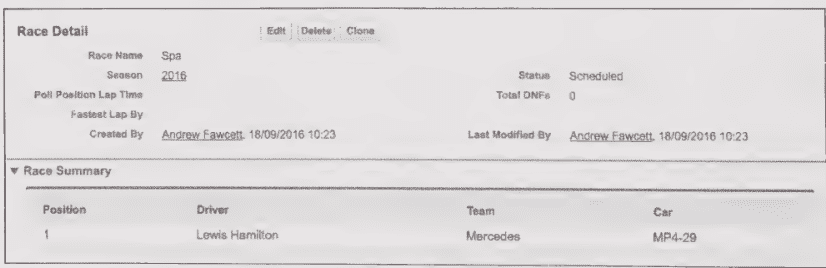 Race Detail Edit Delete Clone
Race Name Spa
Season 2016 Status Scheduled
Poll Position Lap Time Total DNFs 0
Fastest Lap By
Created By Andrew Fawcett, 18/09/2016 10:23 Last Modified By Andrew Fawcett, 18/09/2016 10:23
▼ Race Summary
Position Driver Team Car
1 Lewis Hamilton Mercedes MP4-29